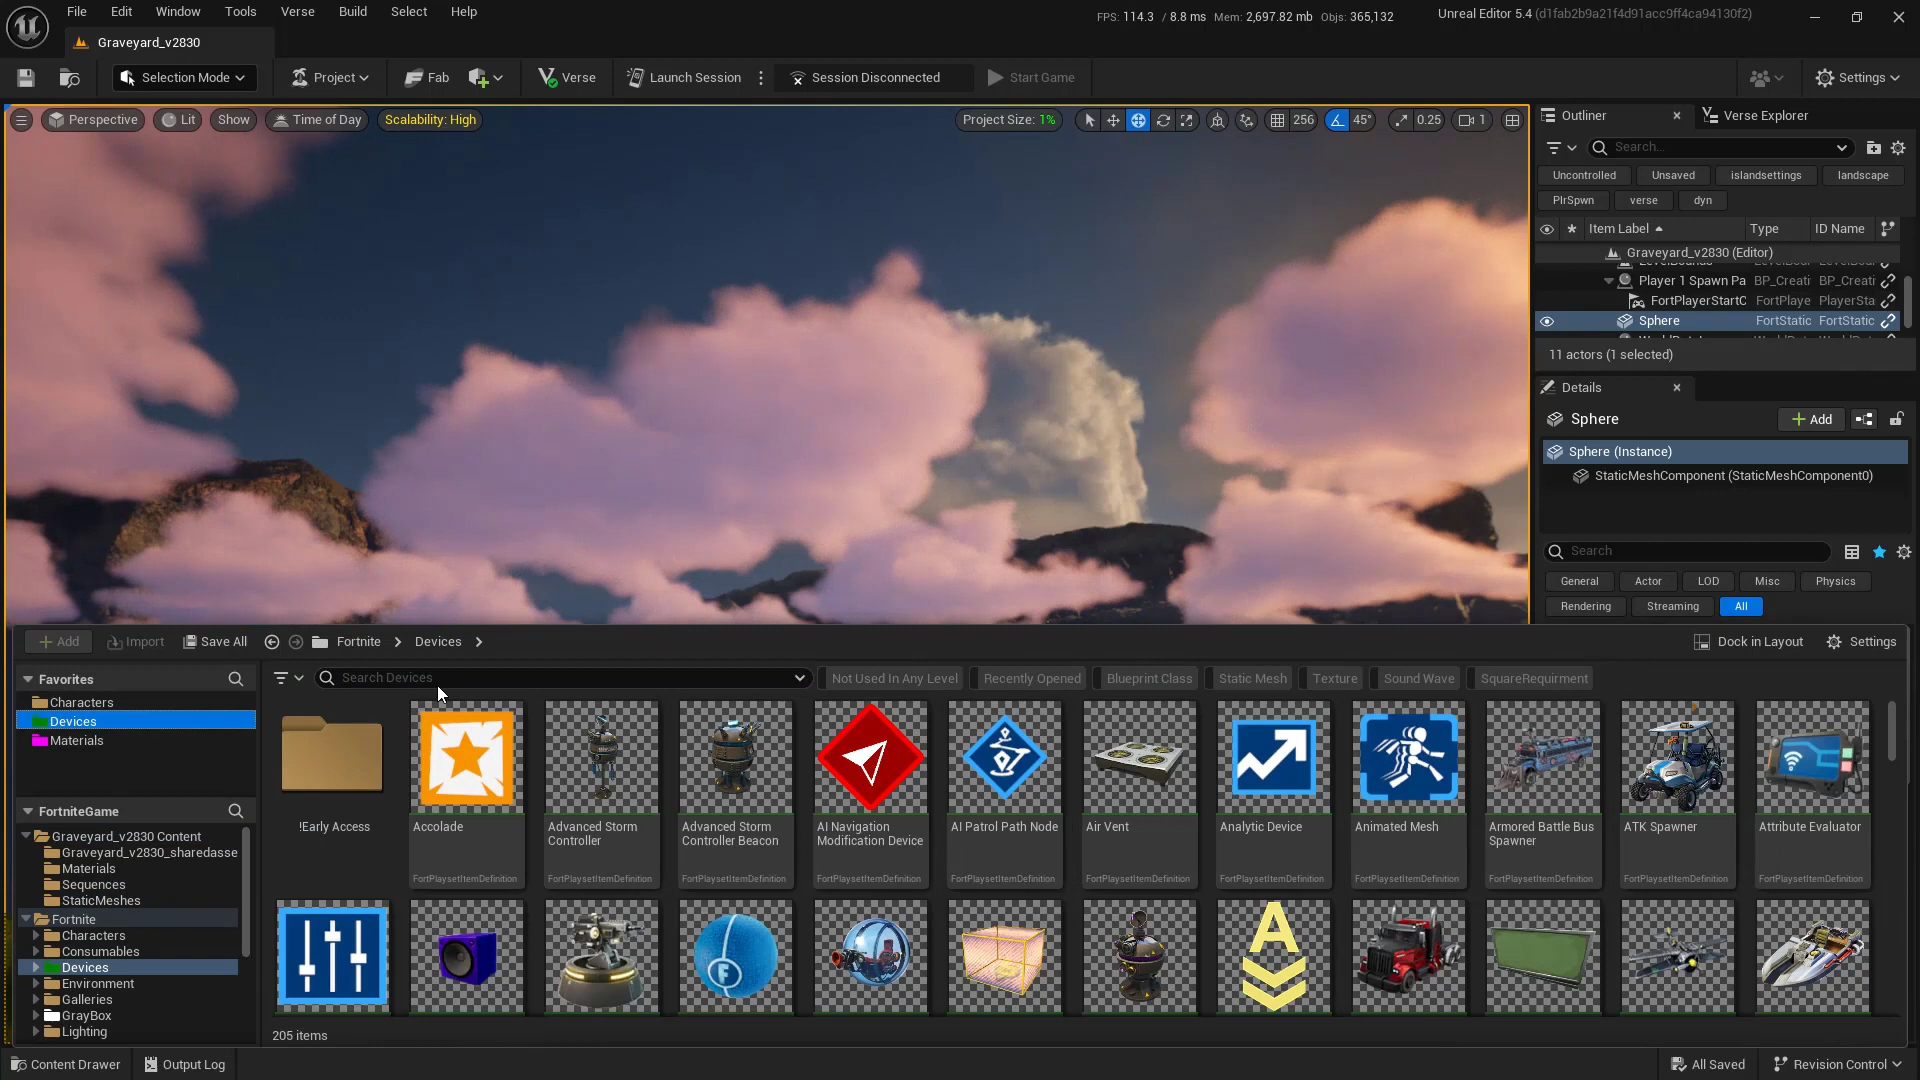 File Edit Window Tools Verse Build Select Help
FPS: 114.3 / 8.8 ms Mem: 2,697.82 mb Objs: 365,132
Unreal Editor 5.4 (d1fab2b9a21f4d91acc9ff4ca94130f2)
Graveyard_v2830
Selection Mode Project Fab Verse Launch Session Session Disconnected Start Game Settings
Perspective Lit Show Time of Day Scalability: High
Project Size: 1% 256 45° 0.25 1
Outliner Verse Explorer
Search...
Uncontrolled Unsaved islandsettings landscape
PlrSpwn verse dyn
Item Label Type ID Name
Graveyard_v2830 (Editor)
Player 1 Spawn Pa BP_Creati BP_Creati
FortPlayerStartC FortPlaye PlayerSta
Sphere FortStatic FortStatic
11 actors (1 selected)
Details
Sphere Add
Sphere (Instance)
StaticMeshComponent (StaticMeshComponent0)
Search
General Actor LOD Misc Physics
Rendering Streaming All
Add Import Save All Fortnite Devices Dock in Layout Settings
Favorites
Characters
Devices
Materials
FortniteGame
Graveyard_v2830 Content
Graveyard_v2830_sharedasse
Materials
Sequences
StaticMeshes
Fortnite
Characters
Consumables
Devices
Environment
Galleries
GrayBox
Lighting
Search Devices
Not Used In Any Level Recently Opened Blueprint Class Static Mesh Texture Sound Wave SquareRequirment
!Early Access
Accolade
FortPlaysetItemDefinition
Advanced Storm
Controller
FortPlaysetItemDefinition
Advanced Storm
Controller Beacon
FortPlaysetItemDefinition
AI Navigation
Modification Device
FortPlaysetItemDefinition
AI Patrol Path Node
FortPlaysetItemDefinition
Air Vent
FortPlaysetItemDefinition
Analytic Device
FortPlaysetItemDefinition
Animated Mesh
FortPlaysetItemDefinition
Armored Battle Bus
Spawner
FortPlaysetItemDefinition
ATK Spawner
FortPlaysetItemDefinition
Attribute Evaluator
FortPlaysetItemDefinition
F
A
205 items
Content Drawer Output Log All Saved Revision Control